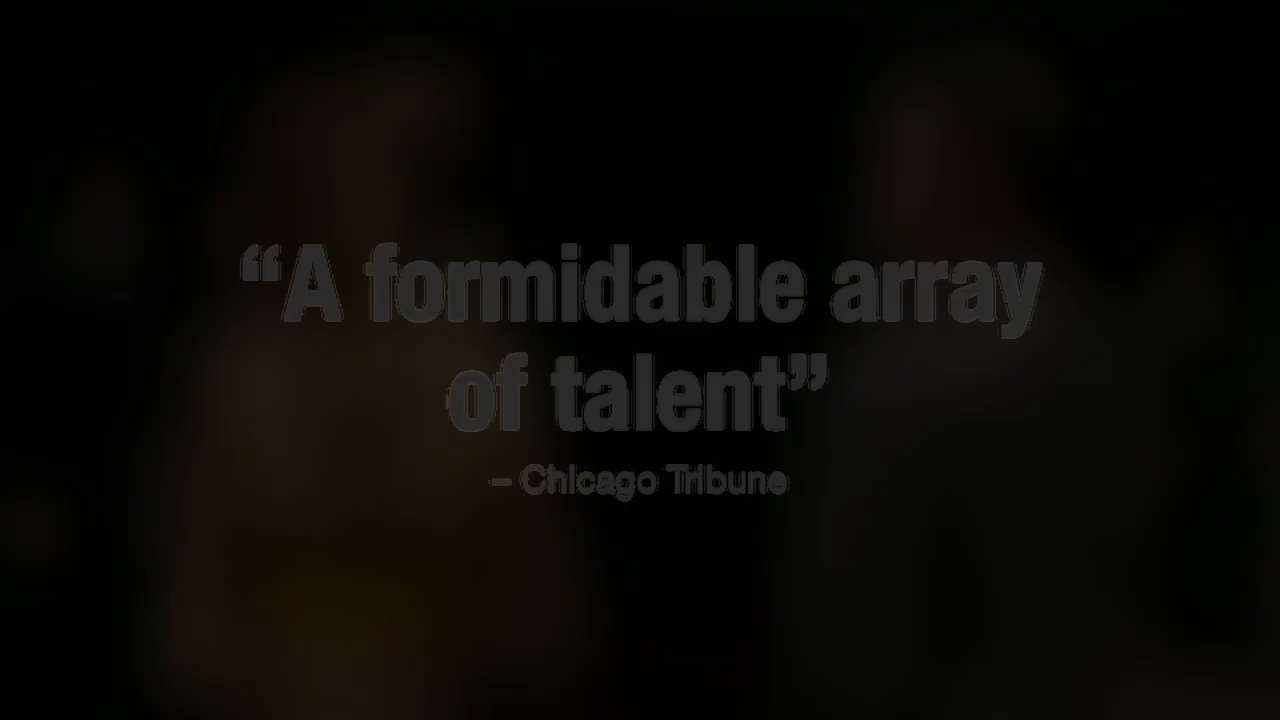 “A formidable array
of talent”
– Chicago Tribune